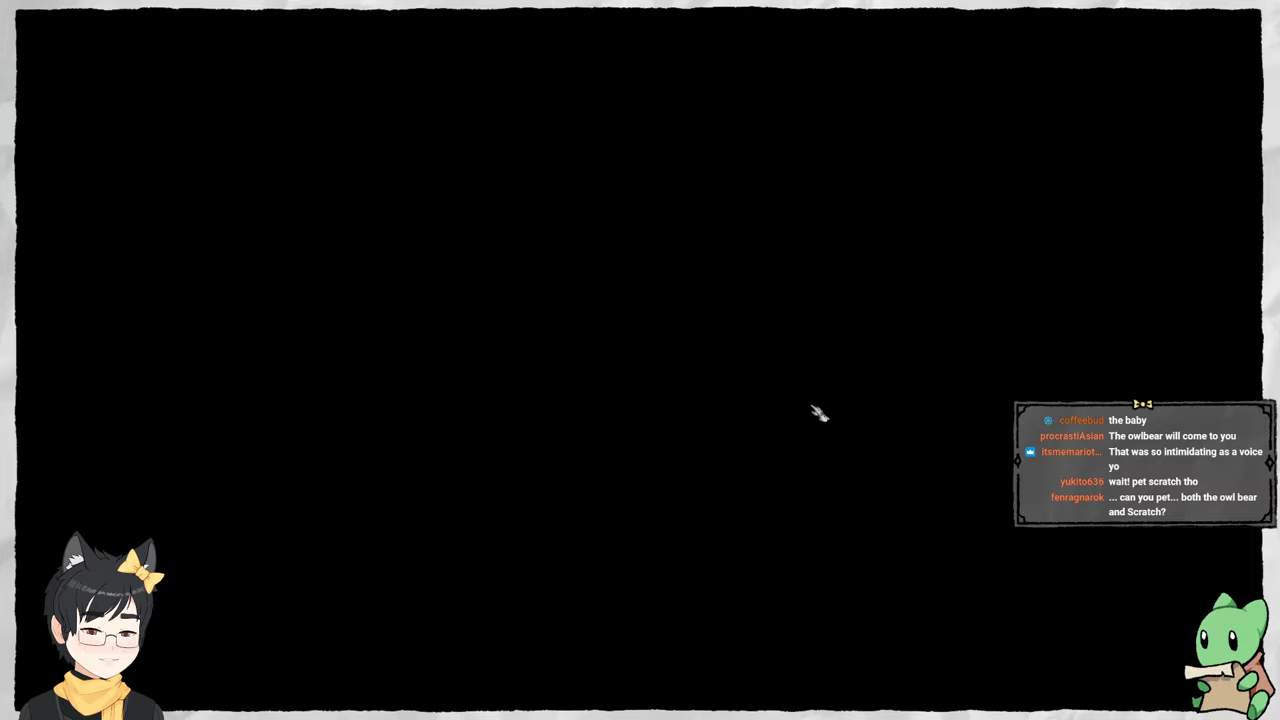 coffeebud the baby
procrastiAsian The owlbear will come to you
itsmemariot... That was so intimidating as a voice
yo
yukito636 wait! pet scratch tho
fenragnarok ... can you pet... both the owl bear
and Scratch?